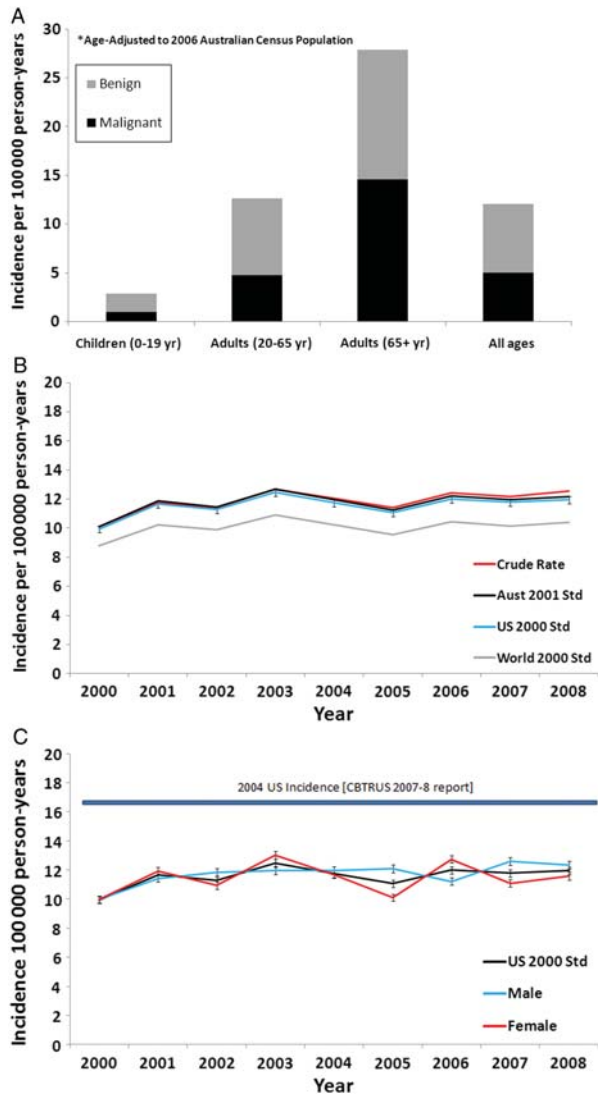 A
Incidence per 100 000 person-years
30
25
20
15
10
5
0
*Age-Adjusted to 2006 Australian Census Population
Benign
Malignant
Children (0-19 yr)
Adults (20-65 yr)
Adults (65+ yr)
All ages
B
Incidence per 100 000 person-years
20
18
16
14
12
10
8
6
4
2
0
Crude Rate
Aust 2001 Std
US 2000 Std
World 2000 Std
2000 2001 2002 2003 2004 2005 2006 2007 2008
Year
C
Incidence 100 000 person-years
20
18
16
14
12
10
8
6
4
2
0
2004 US Incidence [CBTRUS 2007-8 report]
US 2000 Std
Male
Female
2000 2001 2002 2003 2004 2005 2006 2007 2008
Year